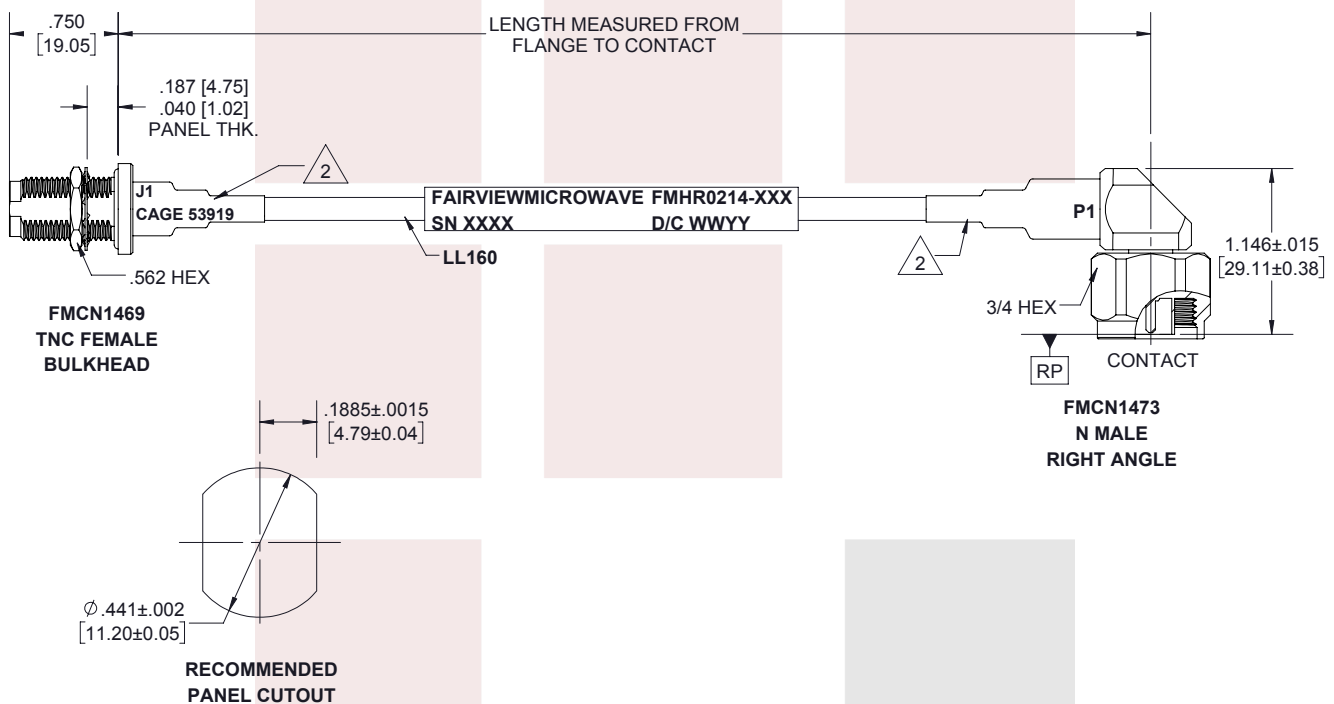 .750
[19.05]
LENGTH MEASURED FROM
FLANGE TO CONTACT
.187 [4.75]
.040 [1.02]
PANEL THK.
2
J1
CAGE 53919
FAIRVIEWMICROWAVE FMHR0214-XXX
SN XXXX D/C WWYY
LL160
2
P1
1.146±.015
[29.11±0.38]
.562 HEX
3/4 HEX
FMCN1469
TNC FEMALE
BULKHEAD
RP
CONTACT
FMCN1473
N MALE
RIGHT ANGLE
.1885±.0015
[4.79±0.04]
∅.441±.002
[11.20±0.05]
RECOMMENDED
PANEL CUTOUT